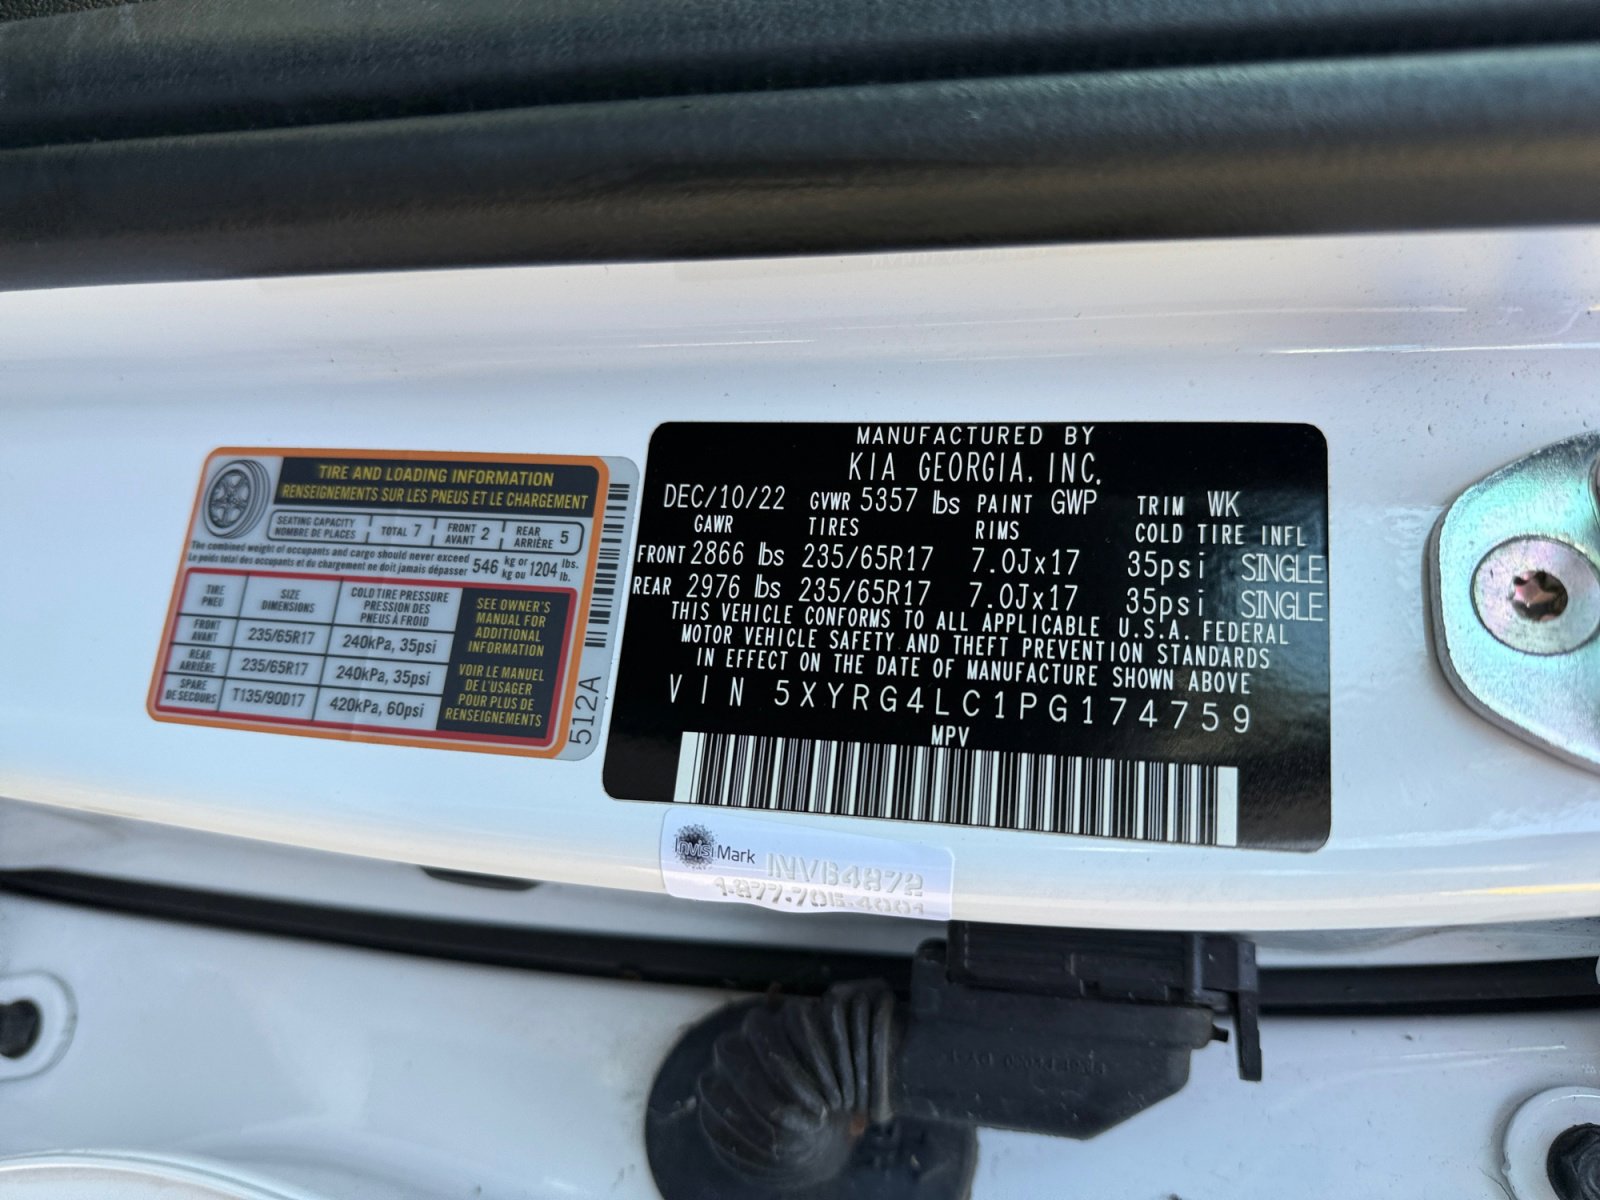 TIRE AND LOADING INFORMATION
RENSEIGNEMENTS SUR LES PNEUS ET LE CHARGEMENT
SEATING CAPACITY
NOMBRE DE PLACES
TOTAL 7
FRONT
AVANT 2
REAR
ARRIÈRE 5
The combined weight of occupants and cargo should never exceed 546 kg or 1204 lbs.
Le poids total des occupants et du chargement ne doit jamais dépasser kg ou lb.
TIRE
PNEU
SIZE
DIMENSIONS
COLD TIRE PRESSURE
PRESSION DES
PNEUS À FROID
FRONT
AVANT
235/65R17
240kPa, 35psi
REAR
ARRIÈRE
235/65R17
240kPa, 35psi
SPARE
DE SECOURS
T135/90D17
420kPa, 60psi
SEE OWNER'S
MANUAL FOR
ADDITIONAL
INFORMATION
VOIR LE MANUEL
DE L'USAGER
POUR PLUS DE
RENSEIGNEMENTS
512A
MANUFACTURED BY
KIA GEORGIA, INC.
DEC/10/22 GVWR 5357 lbs PAINT GWP TRIM WK
GAWR TIRES RIMS COLD TIRE INFL
FRONT 2866 lbs 235/65R17 7.0Jx17 35psi SINGLE
REAR 2976 lbs 235/65R17 7.0Jx17 35psi SINGLE
THIS VEHICLE CONFORMS TO ALL APPLICABLE U.S.A. FEDERAL
MOTOR VEHICLE SAFETY AND THEFT PREVENTION STANDARDS
IN EFFECT ON THE DATE OF MANUFACTURE SHOWN ABOVE
VIN 5XYRG4LC1PG174759
MPV
InvisiMark INV64872
1-877-705-4001